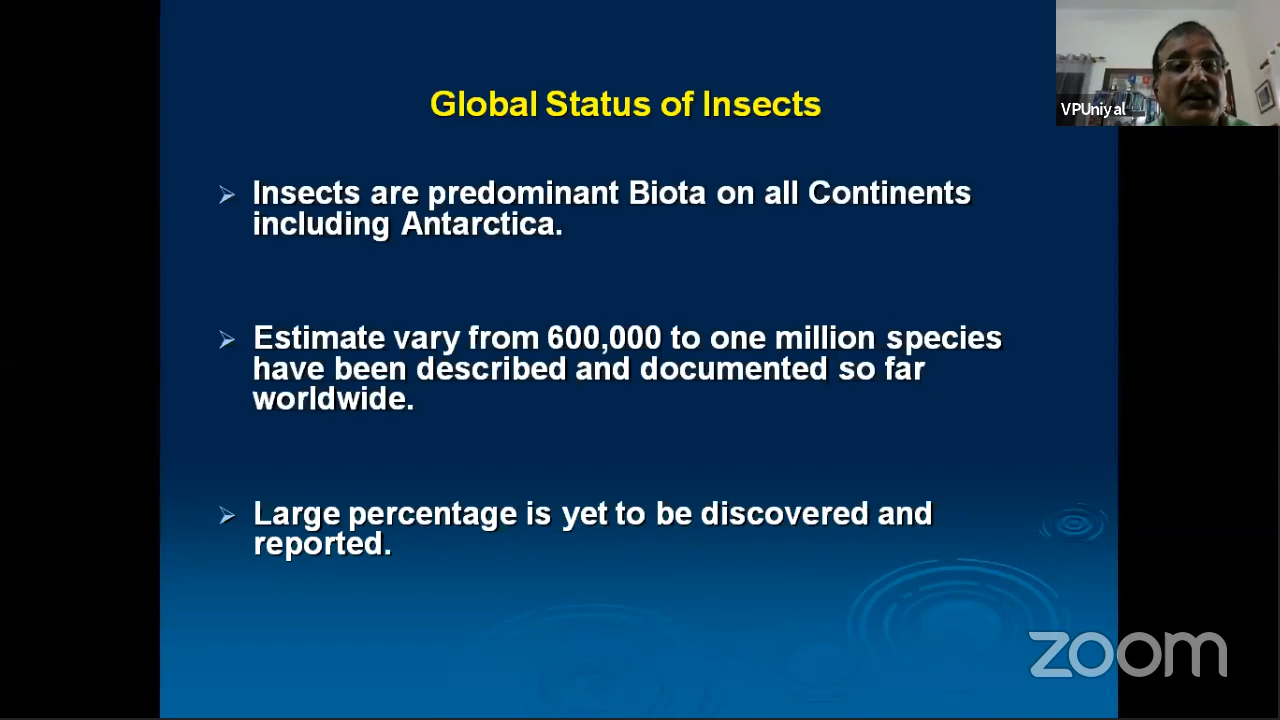 Global Status of Insects
VPUniyal
Insects are predominant Biota on all Continents
including Antarctica.
Estimate vary from 600,000 to one million species
have been described and documented so far
worldwide.
Large percentage is yet to be discovered and
reported.
zoom